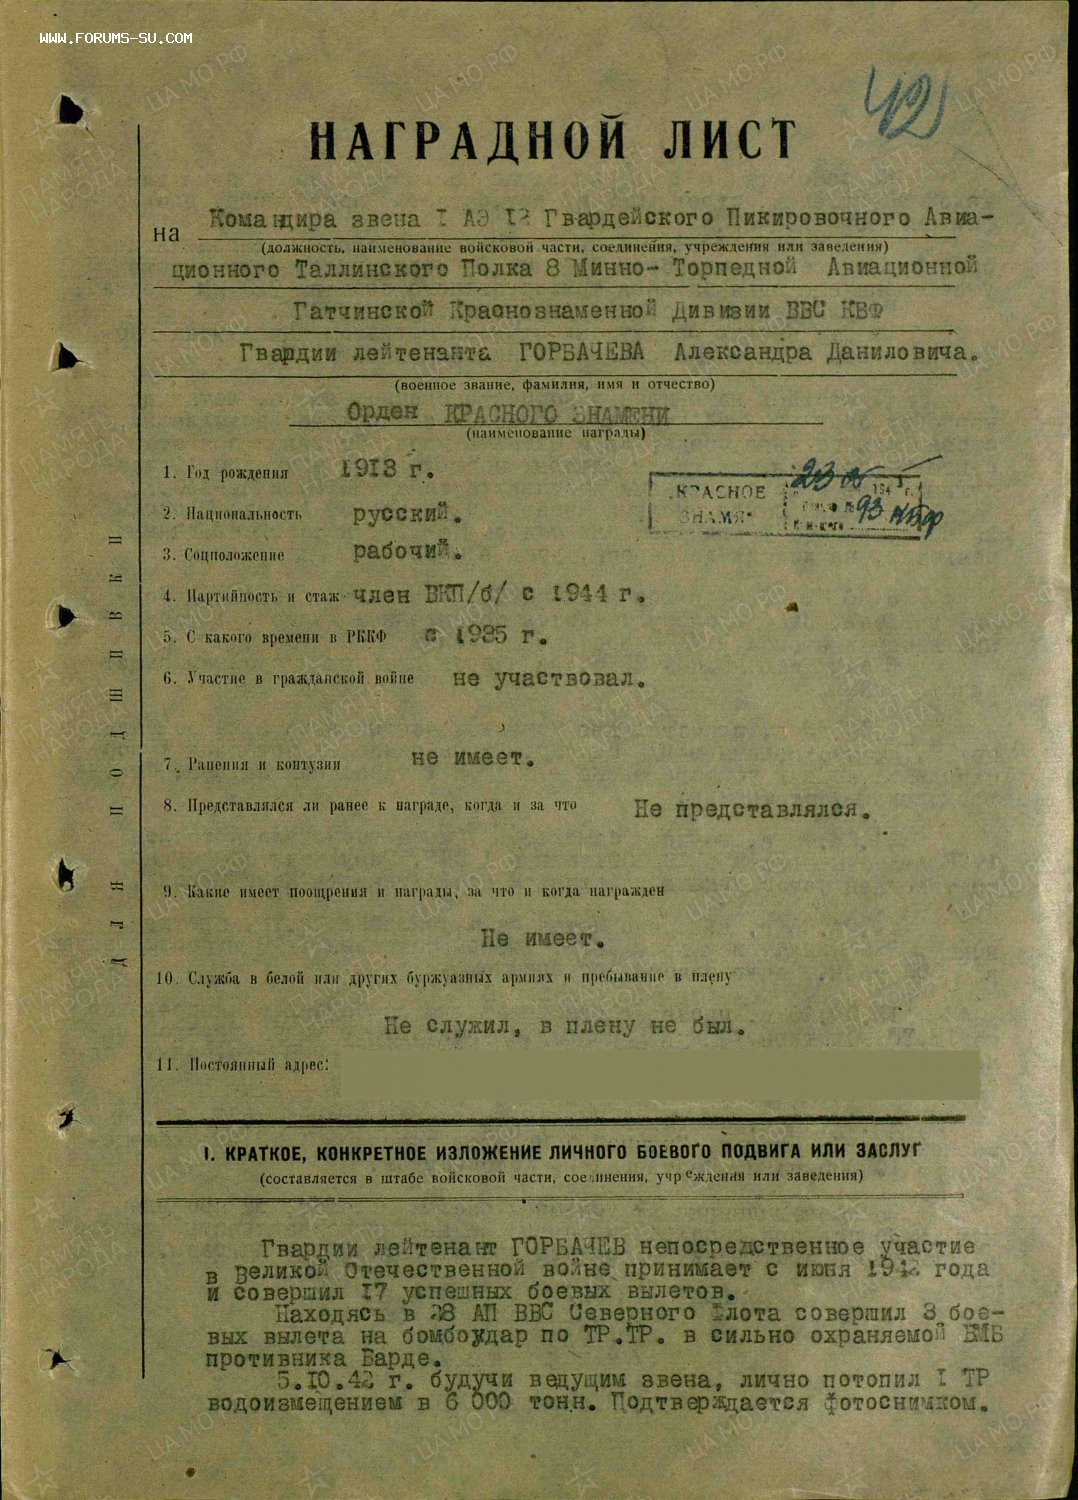 WWW.FORUMS-SU.COM
42
НАГРАДНОЙ ЛИСТ
на Командира звена I АЭ 12 Гвардейского Пикировочного Авиа-
(должность, наименование войсковой части, соединения, учреждения или заведения)
ционного Таллинского Полка 8 Минно- Торпедной Авиационной
Гатчинской Краснознаменной Дивизии ВВС КБФ
Гвардии лейтенанта ГОРБАЧЕВА Александра Даниловича.
(военное звание, фамилия, имя и отчество)
Орден КРАСНОГО ЗНАМЕНИ
(наименование награды)
1. Год рождения 1913 г.
„КРАСНОЕ
ЗНАМЯ"
23
194 г.
93 КБФ
2. Национальность русский.
3. Соцположение рабочий.
4. Партийность и стаж член ВКП/б/ с 1944 г.
5. С какого времени в РККФ с 1935 г.
6. Участие в гражданской войне не участвовал.
7. Ранения и контузии не имеет.
8. Представлялся ли ранее к награде, когда и за что Не представлялся.
9. Какие имеет поощрения и награды, за что и когда награжден
Не имеет.
10. Служба в белой или других буржуазных армиях и пребывание в плену
Не служил, в плену не был.
11. Постоянный адрес:
ДЛЯ ПОДШИВКИ
I. КРАТКОЕ, КОНКРЕТНОЕ ИЗЛОЖЕНИЕ ЛИЧНОГО БОЕВОГО ПОДВИГА ИЛИ ЗАСЛУГ
(составляется в штабе войсковой части, соединения, учреждения или заведения)
Гвардии лейтенант ГОРБАЧЕВ непосредственное участие
в Великой Отечественной войне принимает с июня 1942 года
и совершил 17 успешных боевых вылетов.
Находясь в 28 АП ВВС Северного Флота совершил 3 бое-
вых вылета на бомбоудар по ТР.ТР. в сильно охраняемой ВМБ
противника Варде.
5.10.42 г. будучи ведущим звена, лично потопил I ТР
водоизмещением в 6 000 тонн. Подтверждается фотоснимком.